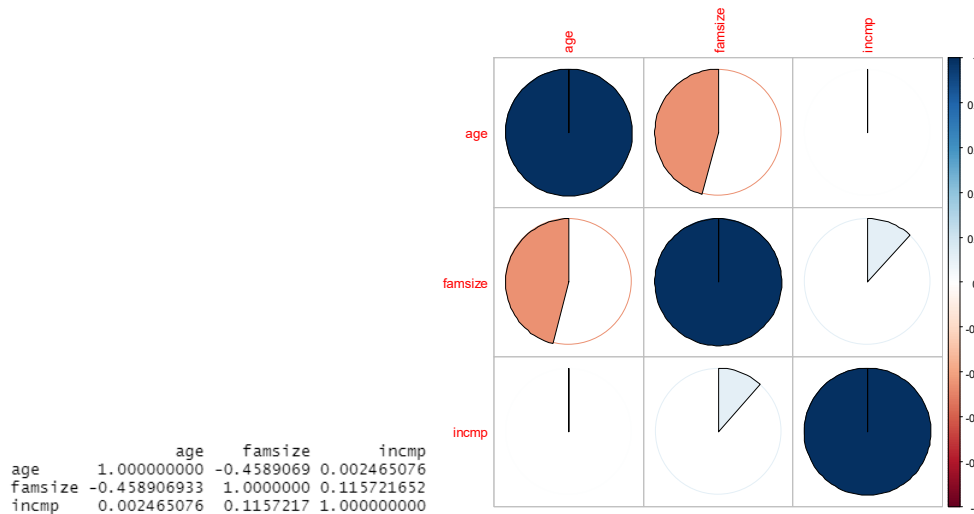 age famsize incmp
age
famsize
incmp
age famsize incmp
age 1.000000000 -0.4589069 0.002465076
famsize -0.458906933 1.0000000 0.115721652
incmp 0.002465076 0.1157217 1.000000000